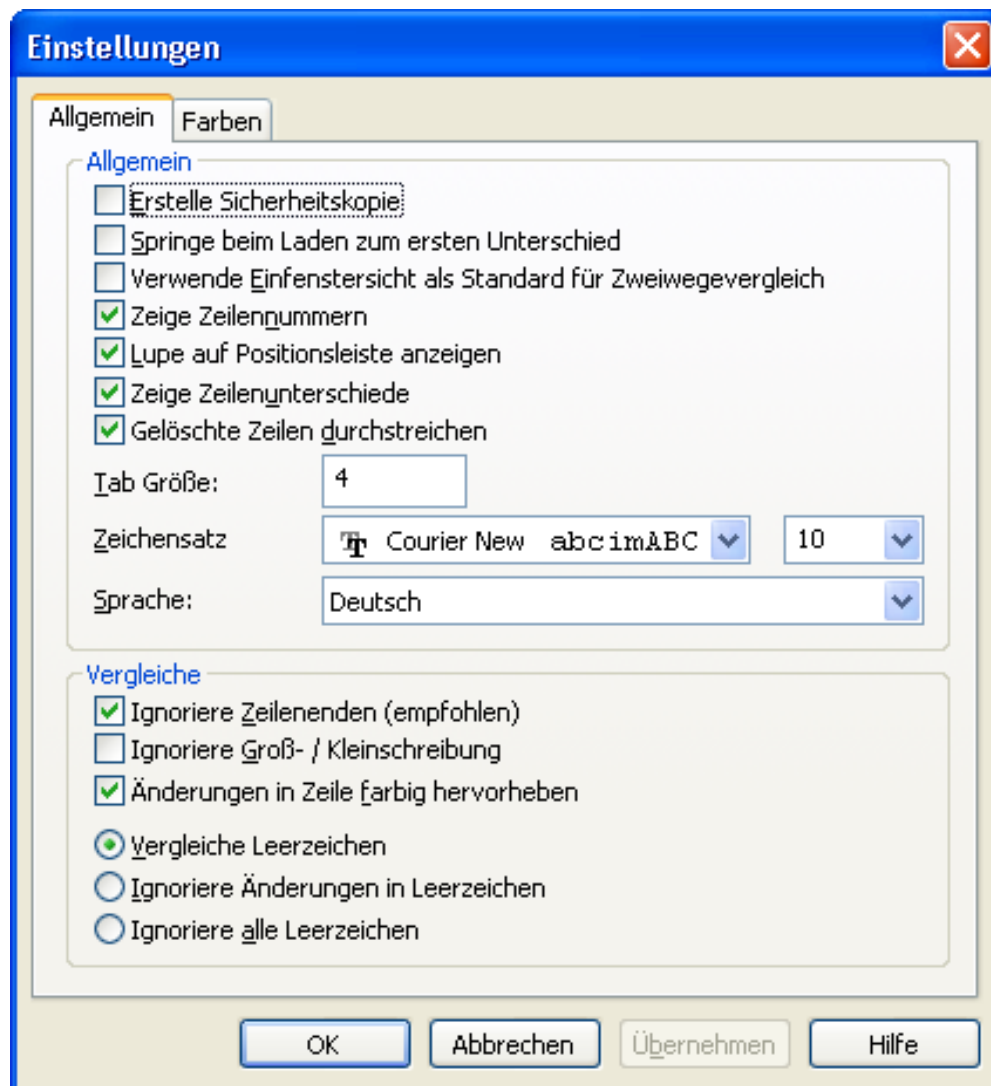 Einstellungen
Allgemein Farben
Allgemein
Erstelle Sicherheitskopie
Springe beim Laden zum ersten Unterschied
Verwende Einfenstersicht als Standard für Zweiwegevergleich
Zeige Zeilennummern
Lupe auf Positionsleiste anzeigen
Zeige Zeilenunterschiede
Gelöschte Zeilen durchstreichen
Tab Größe: 4
Zeichensatz Courier New abcimABC 10
Sprache: Deutsch
Vergleiche
Ignoriere Zeilenenden (empfohlen)
Ignoriere Groß- / Kleinschreibung
Änderungen in Zeile farbig hervorheben
Vergleiche Leerzeichen
Ignoriere Änderungen in Leerzeichen
Ignoriere alle Leerzeichen
OK Abbrechen Übernehmen Hilfe